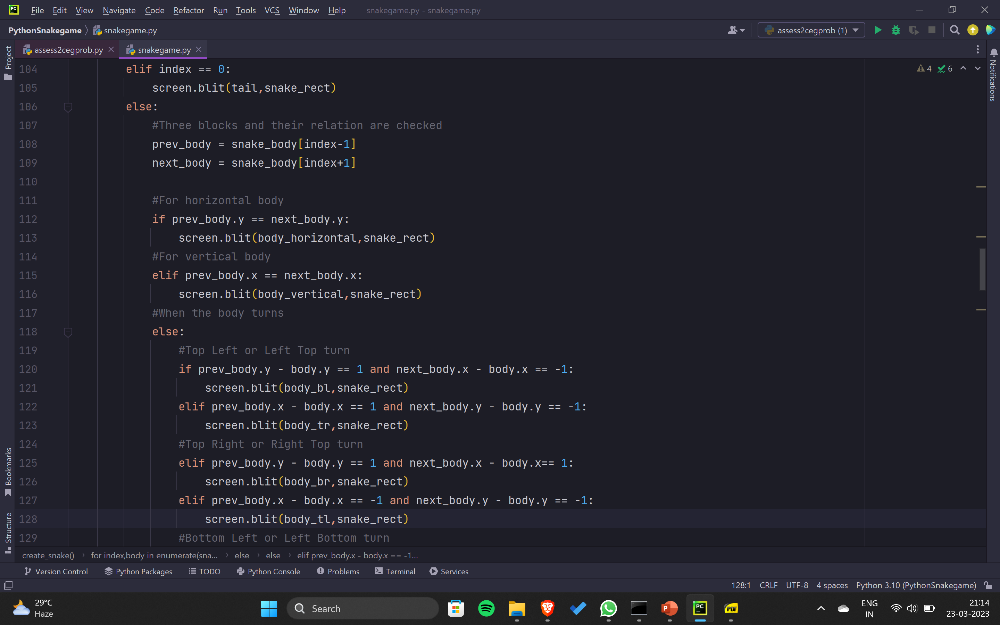 PC File Edit View Navigate Code Refactor Run Tools VCS Window Help snakegame.py - snakegame.py
PythonSnakegame snakegame.py assess2cegprob (1)
assess2cegprob.py snakegame.py
Project
Notifications
4 6
104 elif index == 0:
105 screen.blit(tail,snake_rect)
106 else:
107 #Three blocks and their relation are checked
108 prev_body = snake_body[index-1]
109 next_body = snake_body[index+1]
110
111 #For horizontal body
112 if prev_body.y == next_body.y:
113 screen.blit(body_horizontal,snake_rect)
114 #For vertical body
115 elif prev_body.x == next_body.x:
116 screen.blit(body_vertical,snake_rect)
117 #When the body turns
118 else:
119 #Top Left or Left Top turn
120 if prev_body.y - body.y == 1 and next_body.x - body.x == -1:
121 screen.blit(body_bl,snake_rect)
122 elif prev_body.x - body.x == 1 and next_body.y - body.y == -1:
123 screen.blit(body_tr,snake_rect)
124 #Top Right or Right Top turn
125 elif prev_body.y - body.y == 1 and next_body.x - body.x== 1:
126 screen.blit(body_br,snake_rect)
127 elif prev_body.x - body.x == -1 and next_body.y - body.y == -1:
128 screen.blit(body_tl,snake_rect)
129 #Bottom Left or Left Bottom turn
Bookmarks
Structure
create_snake() › for index,body in enumerate(sna... › else › else › elif prev_body.x - body.x == -1...
Version Control Python Packages TODO Python Console Problems Terminal Services
128:1 CRLF UTF-8 4 spaces Python 3.10 (PythonSnakegame)
29°C
Haze
Search
P
PC
PDF
ENG
IN
21:14
23-03-2023